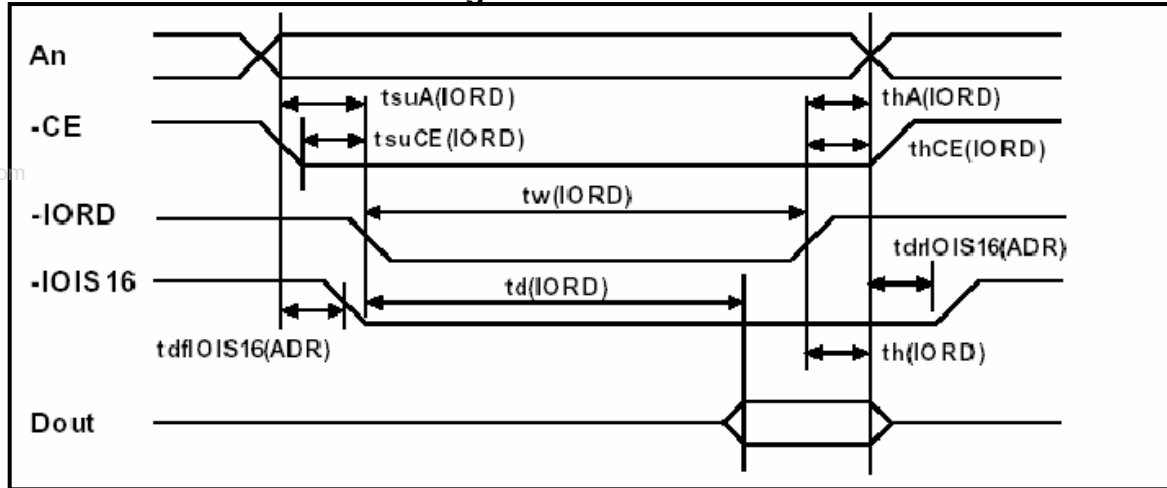 An
tsuA(IORD)
thA(IORD)
-CE
tsuCE(IORD)
thCE(IORD)
om
tw(IORD)
-IORD
tdrIOIS16(ADR)
-IOIS16
td(IORD)
tdfIOIS16(ADR)
th(IORD)
Dout